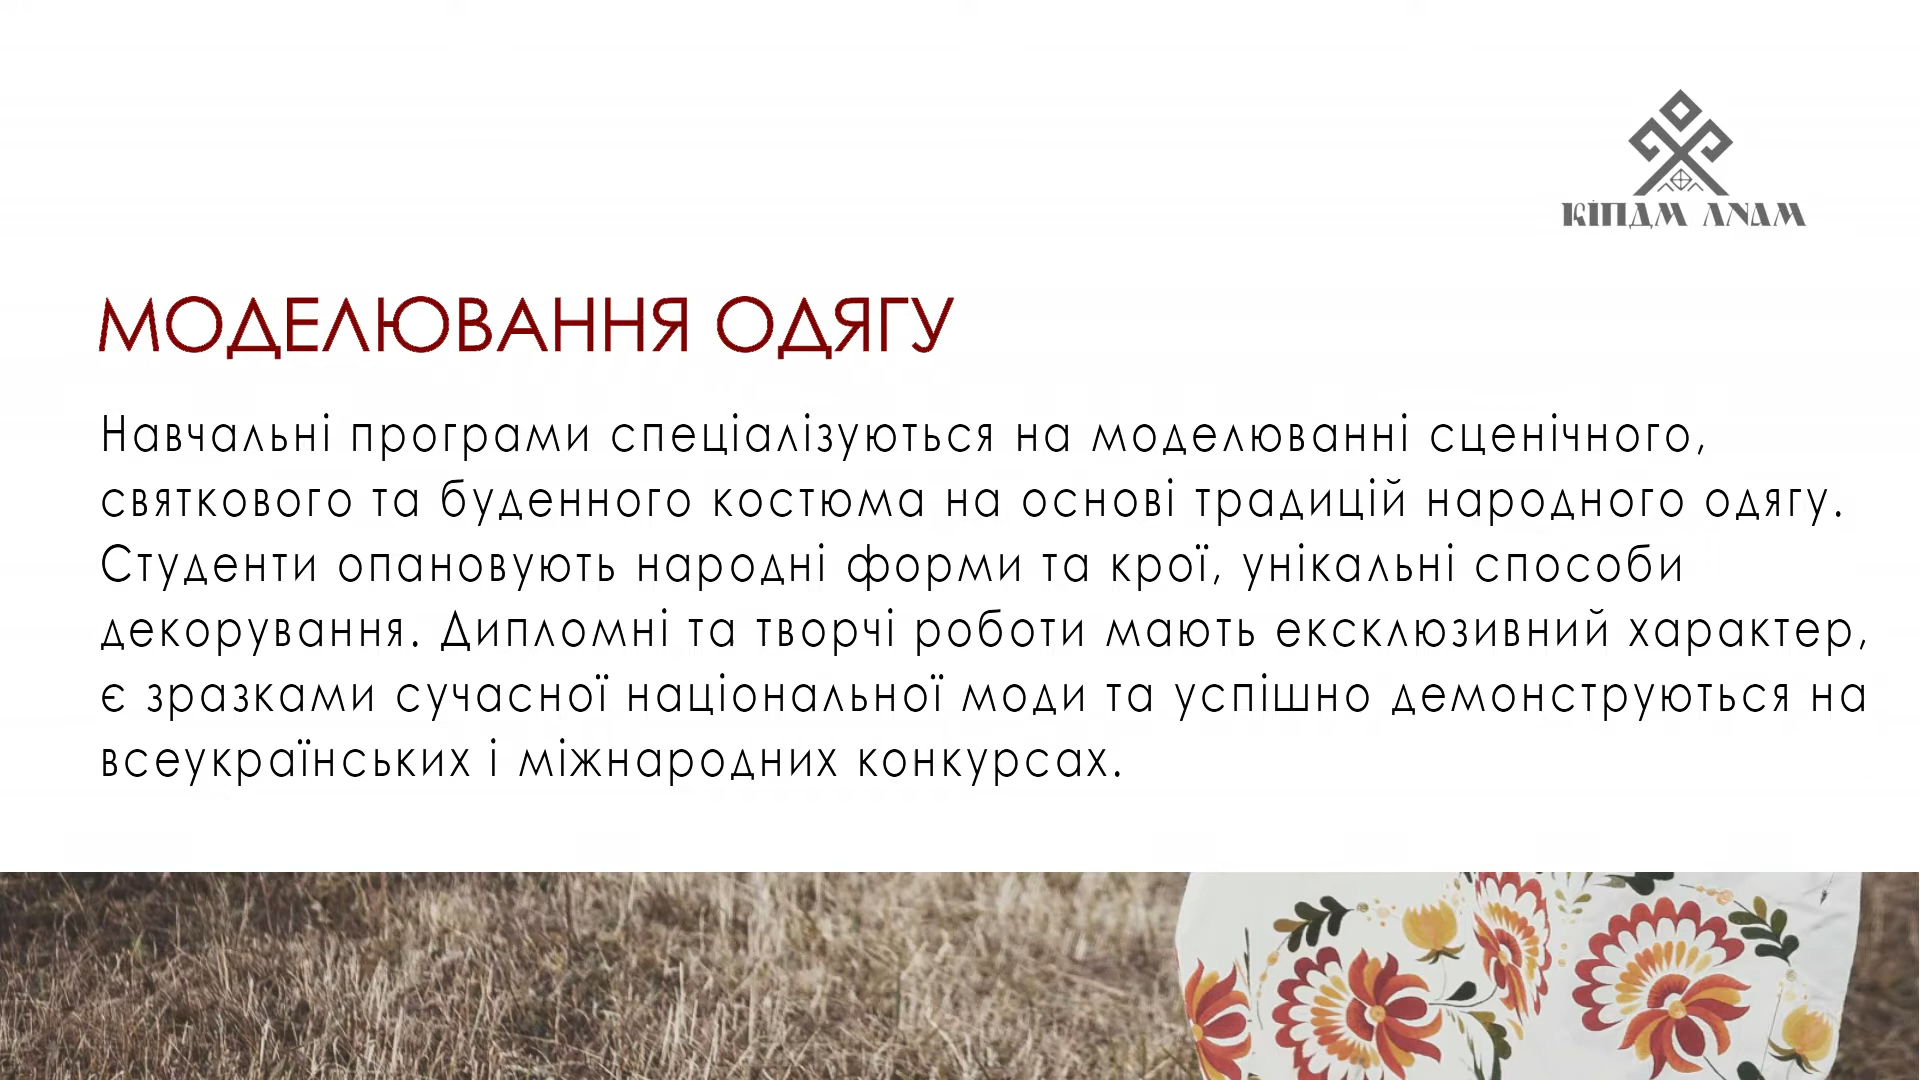 КІПДМ ΛNΔM
МОДЕЛЮВАННЯ ОДЯГУ
Навчальні програми спеціалізуються на моделюванні сценічного,
святкового та буденного костюма на основі традицій народного одягу.
Студенти опановують народні форми та крої, унікальні способи
декорування. Дипломні та творчі роботи мають ексклюзивний характер,
є зразками сучасної національної моди та успішно демонструються на
всеукраїнських і міжнародних конкурсах.